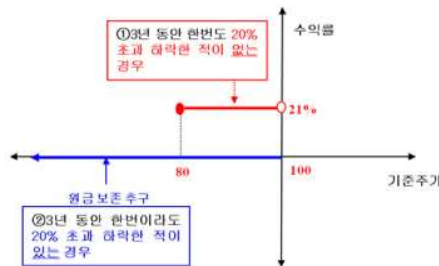 ①3년 동안 한번도 20%
초과 하락한 적이 없는
경우
수익률
21%
80
100
기준주가
원금 보존 추구
②3년 동안 한번이라도
20% 초과 하락한 적이
있는 경우